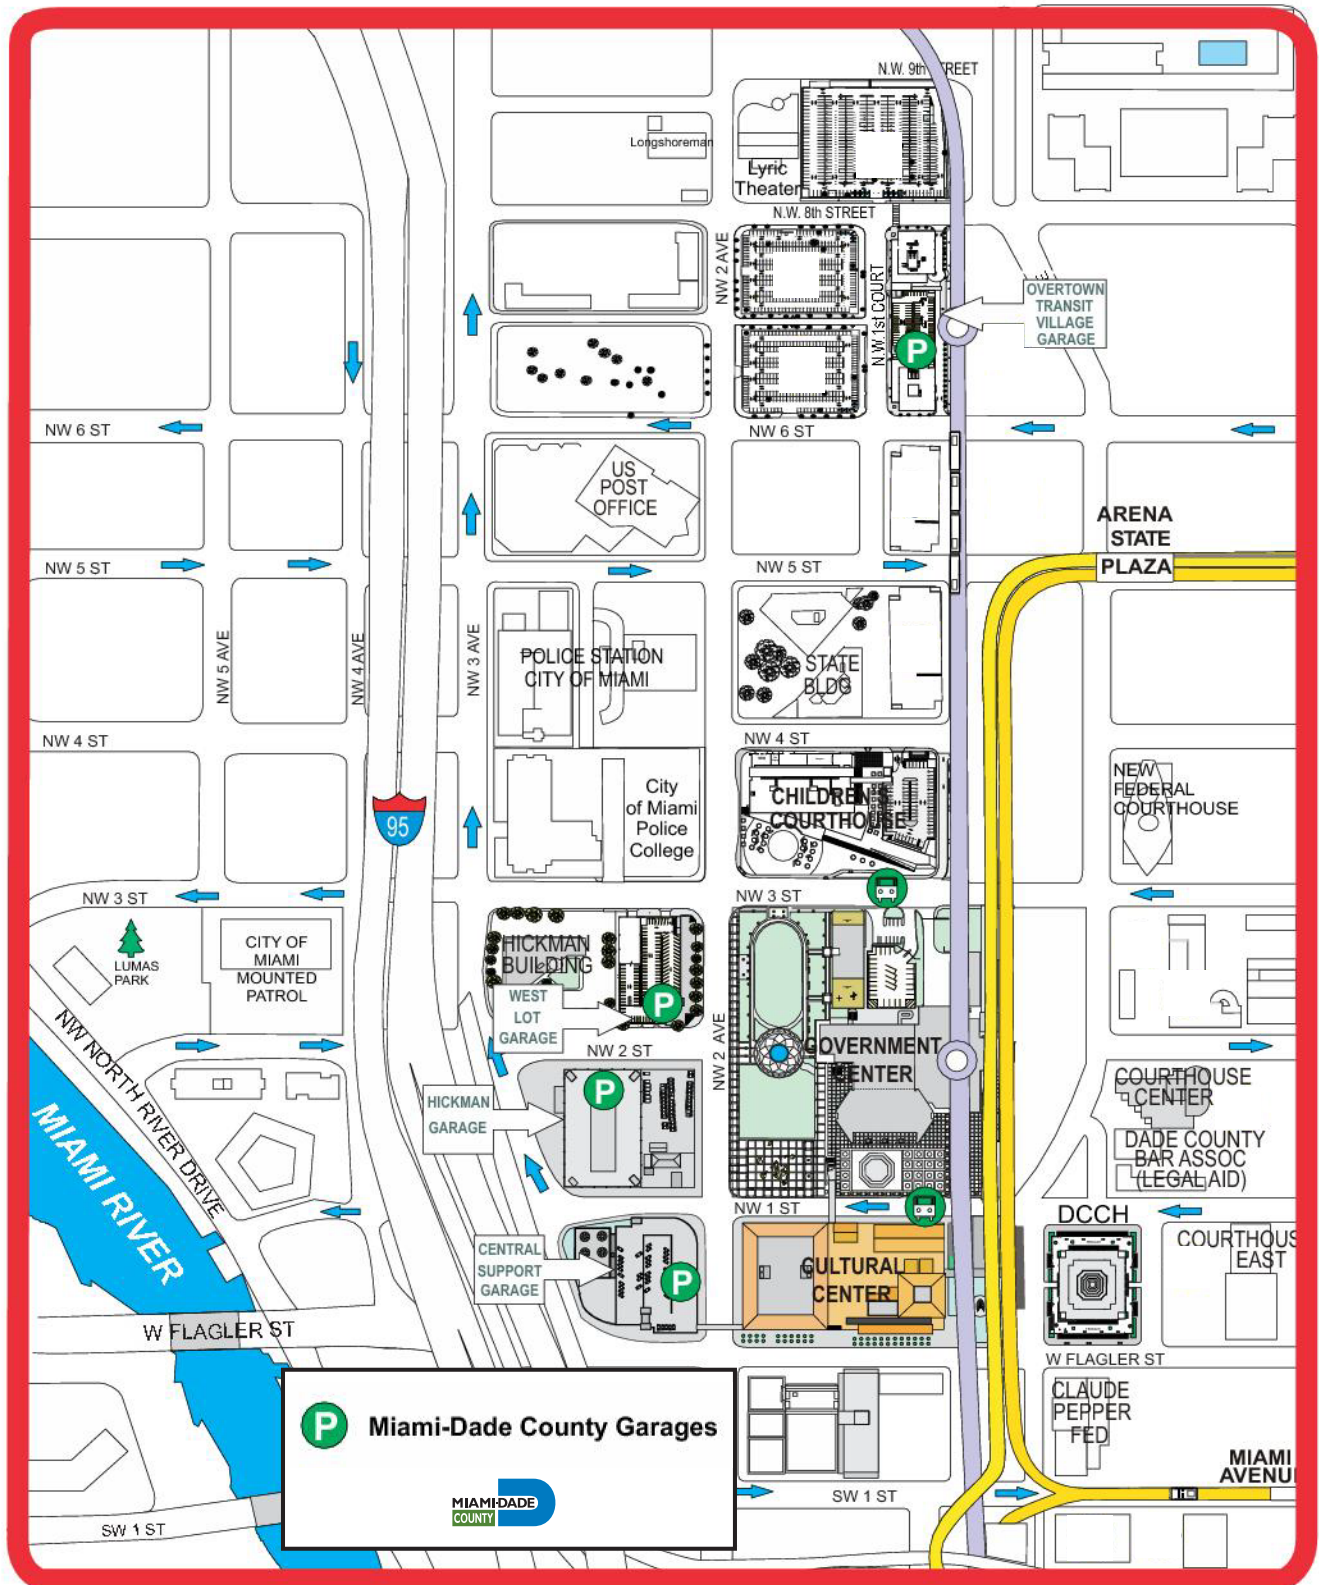 N.W. 9th STREET
Longshoreman
Lyric
Theater
N.W. 8th STREET
NW 2 AVE
N.W. 1st COURT
OVERTOWN
TRANSIT
VILLAGE
GARAGE
P
NW 6 ST
NW 6 ST
US
POST
OFFICE
ARENA
STATE
PLAZA
NW 5 ST
NW 5 ST
NW 5 AVE
NW 4 AVE
NW 3 AVE
POLICE STATION
CITY OF MIAMI
STATE
BLDG
NW 4 ST
NW 4 ST
City
of Miami
Police
College
CHILDREN'S
COURTHOUSE
NEW
FEDERAL
COURTHOUSE
95
NW 3 ST
NW 3 ST
LUMAS
PARK
CITY OF
MIAMI
MOUNTED
PATROL
HICKMAN
BUILDING
WEST
LOT
GARAGE
P
NW 2 ST
NW 2 AVE
GOVERNMENT
CENTER
NW NORTH RIVER DRIVE
MIAMI RIVER
HICKMAN
GARAGE
P
COURTHOUSE
CENTER
DADE COUNTY
BAR ASSOC
(LEGAL AID)
NW 1 ST
DCCH
COURTHOUS
EAST
CENTRAL
SUPPORT
GARAGE
P
CULTURAL
CENTER
W FLAGLER ST
W FLAGLER ST
CLAUDE
PEPPER
FED
MIAMI
AVENU
P Miami-Dade County Garages
MIAMI-DADE
COUNTY
SW 1 ST
SW 1 ST